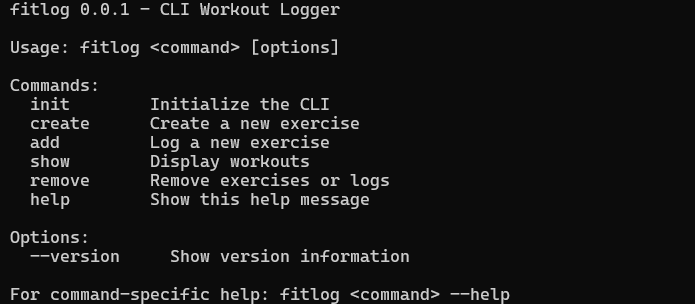 fitlog 0.0.1 - CLI Workout Logger
Usage: fitlog <command> [options]
Commands:
init Initialize the CLI
create Create a new exercise
add Log a new exercise
show Display workouts
remove Remove exercises or logs
help Show this help message
Options:
--version Show version information
For command-specific help: fitlog <command> --help